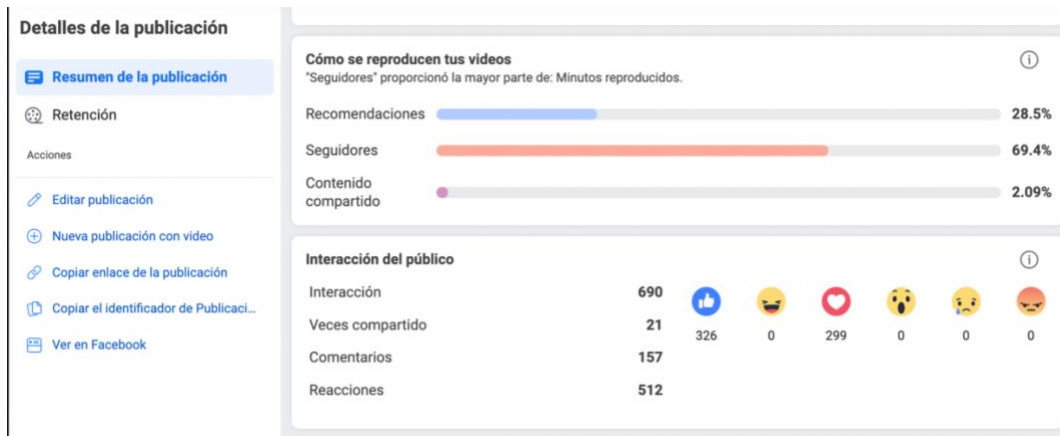 Detalles de la publicación
Resumen de la publicación
Retención
Acciones
Editar publicación
Nueva publicación con video
Copiar enlace de la publicación
Copiar el identificador de Publicaci...
Ver en Facebook
Cómo se reproducen tus videos
"Seguidores" proporcionó la mayor parte de: Minutos reproducidos.
Recomendaciones 28.5%
Seguidores 69.4%
Contenido
compartido 2.09%
Interacción del público
Interacción 690
Veces compartido 21
Comentarios 157
Reacciones 512
326 0 299 0 0 0